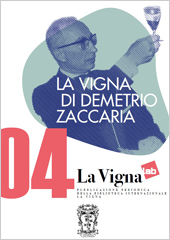 LA VIGNA
DI DEMETRIO
ZACCARIA
04
La Vigna
lab
PUBBLICAZIONE PERIODICA
DELLA BIBLIOTECA INTERNAZIONALE
LA VIGNA